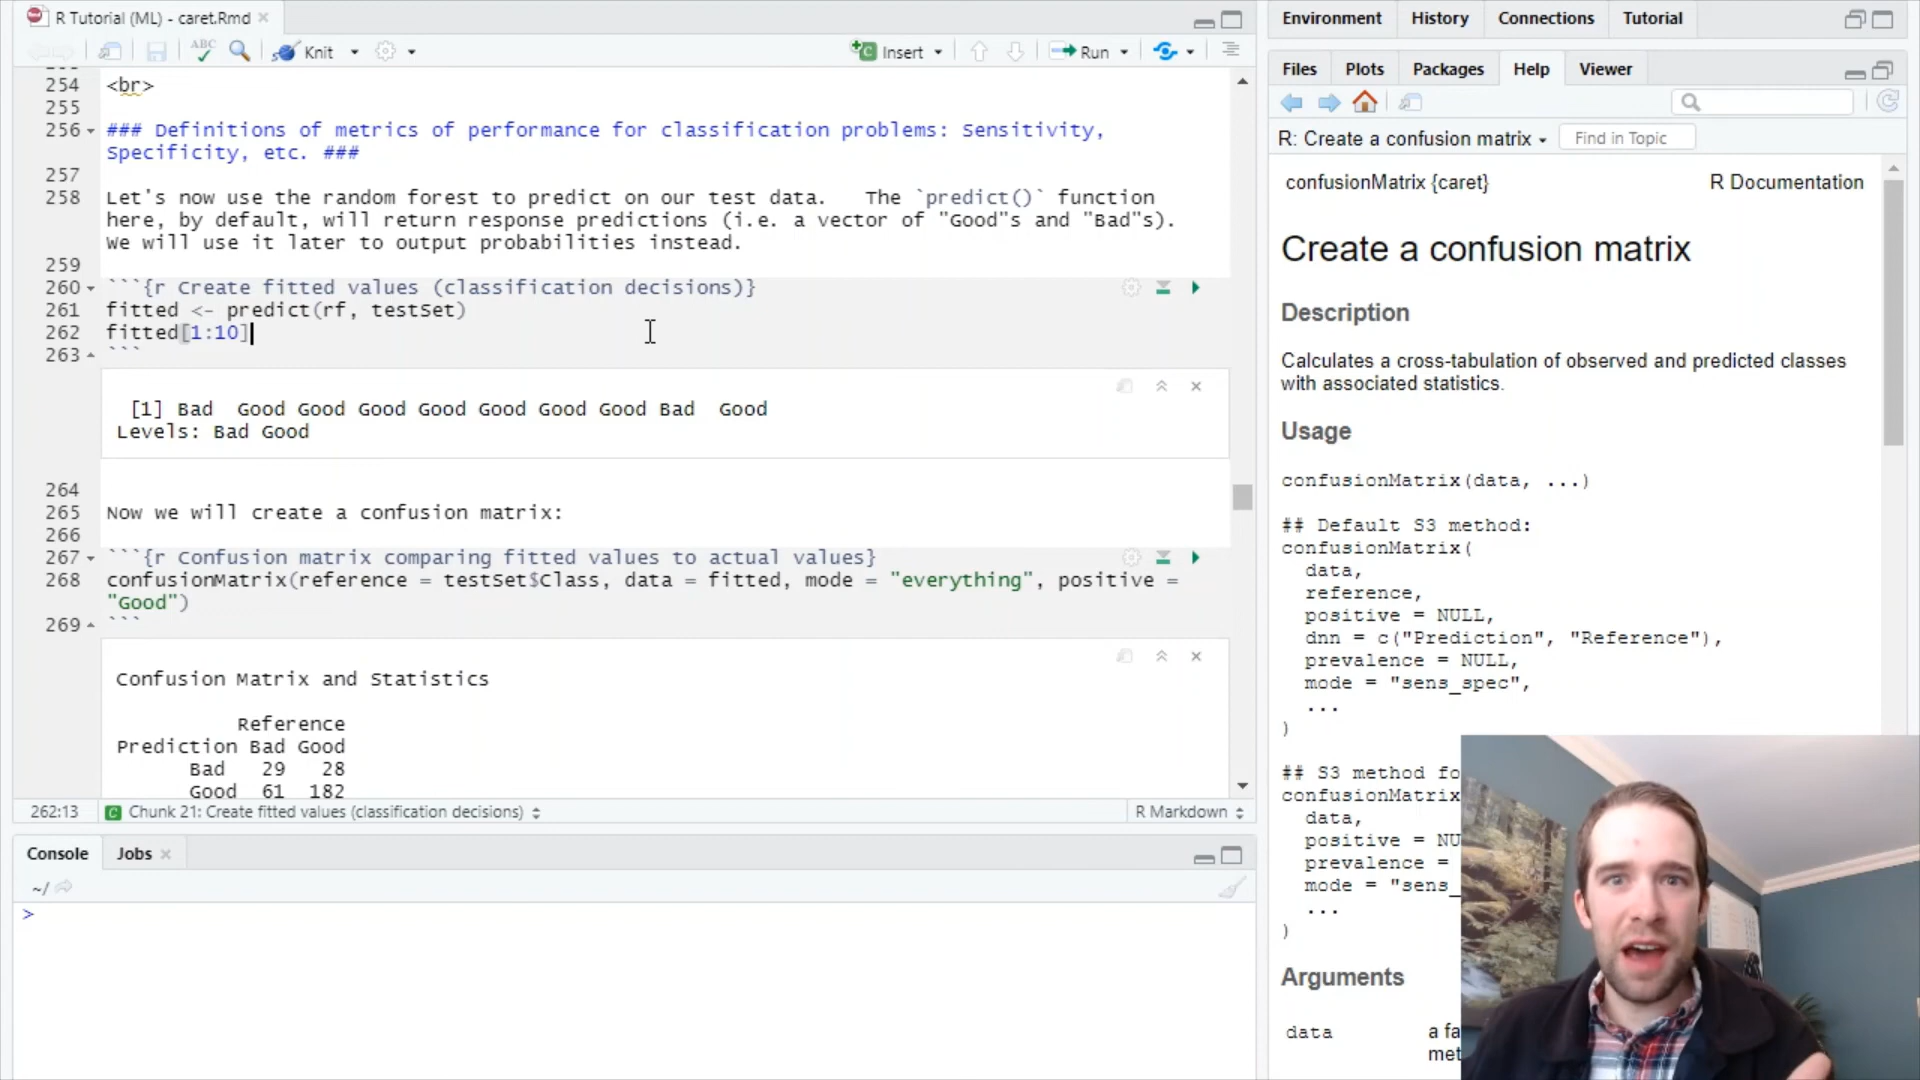 R Tutorial (ML) - caret.Rmd
ABC
Knit
Insert
Run
254 <br>
255
256 ### Definitions of metrics of performance for classification problems: Sensitivity,
Specificity, etc. ###
257
258 Let's now use the random forest to predict on our test data. The `predict()` function
here, by default, will return response predictions (i.e. a vector of "Good"s and "Bad"s).
We will use it later to output probabilities instead.
259
260 ```{r Create fitted values (classification decisions)}
261 fitted <- predict(rf, testSet)
262 fitted[1:10]
263 ```
[1] Bad Good Good Good Good Good Good Good Bad Good
Levels: Bad Good
264
265 Now we will create a confusion matrix:
266
267 ```{r Confusion matrix comparing fitted values to actual values}
268 confusionMatrix(reference = testSet$Class, data = fitted, mode = "everything", positive =
"Good")
269 ```
Confusion Matrix and Statistics
Reference
Prediction Bad Good
Bad 29 28
Good 61 182
262:13 Chunk 21: Create fitted values (classification decisions) R Markdown
Console Jobs
~/
>
Environment History Connections Tutorial
Files Plots Packages Help Viewer
R: Create a confusion matrix Find in Topic
confusionMatrix {caret} R Documentation
Create a confusion matrix
Description
Calculates a cross-tabulation of observed and predicted classes
with associated statistics.
Usage
confusionMatrix(data, ...)
## Default S3 method:
confusionMatrix(
data,
reference,
positive = NULL,
dnn = c("Prediction", "Reference"),
prevalence = NULL,
mode = "sens_spec",
...
)
## S3 method fo
confusionMatrix
data,
positive = NU
prevalence =
mode = "sens_
...
)
Arguments
data a fa
met